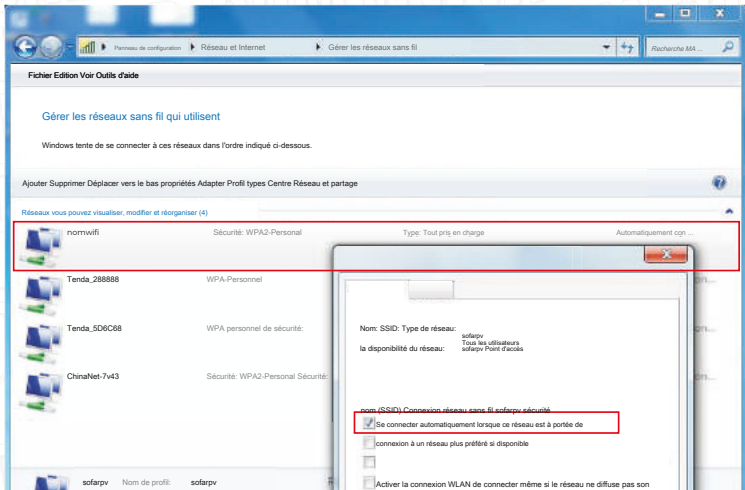 Panneau de configuration Réseau et Internet Gérer les réseaux sans fil Recherche MA ...
Fichier Edition Voir Outils d'aide
Gérer les réseaux sans fil qui utilisent
Windows tente de se connecter à ces réseaux dans l'ordre indiqué ci-dessous.
Ajouter Supprimer Déplacer vers le bas propriétés Adapter Profil types Centre Réseau et partage
Réseaux vous pouvez visualiser, modifier et réorganiser (4)
nomwifi Sécurité: WPA2-Personal Type: Tout pris en charge Automatiquement con ...
Tenda_288888 WPA-Personnel
Tenda_5D6C68 WPA personnel de sécurité:
ChinaNet-7v43 Sécurité: WPA2-Personal Sécurité:
Nom: SSID: Type de réseau:
sofarpv
Tous les utilisateurs
la disponibilité du réseau: sofarpv Point d'accès
nom (SSID) Connexion réseau sans fil sofarpv sécurité
Se connecter automatiquement lorsque ce réseau est à portée de
connexion à un réseau plus préféré si disponible
Activer la connexion WLAN de connecter même si le réseau ne diffuse pas son
sofarpv Nom de profil: sofarpv